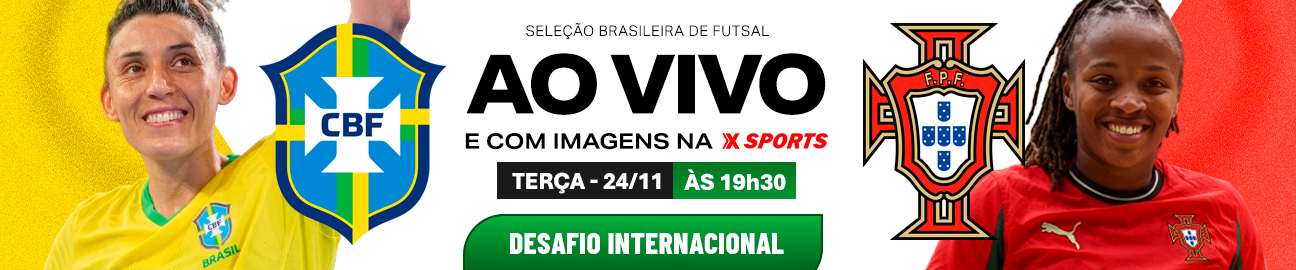 SELEÇÃO BRASILEIRA DE FUTSAL
AO VIVO
E COM IMAGENS NA X SPORTS
TERÇA - 24/11 ÀS 19h30
DESAFIO INTERNACIONAL
CBF
F.P.F.
CBF
BRASIL